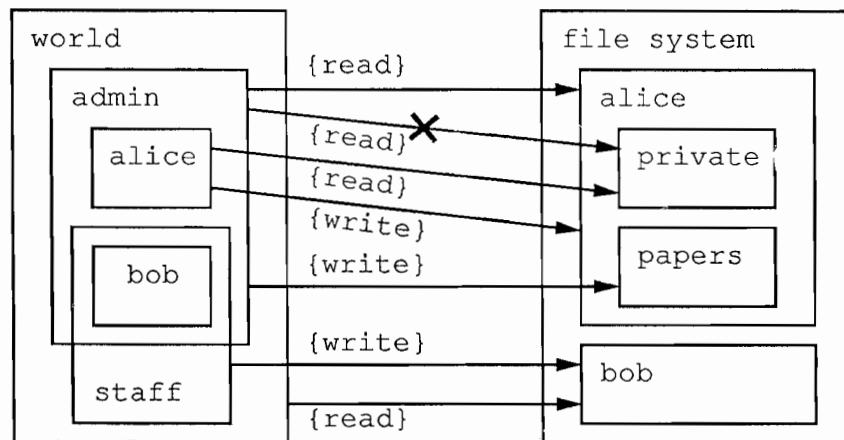 world
admin
alice
bob
staff
{read}
{read}
{read}
{write}
{write}
{write}
{read}
file system
alice
private
papers
bob